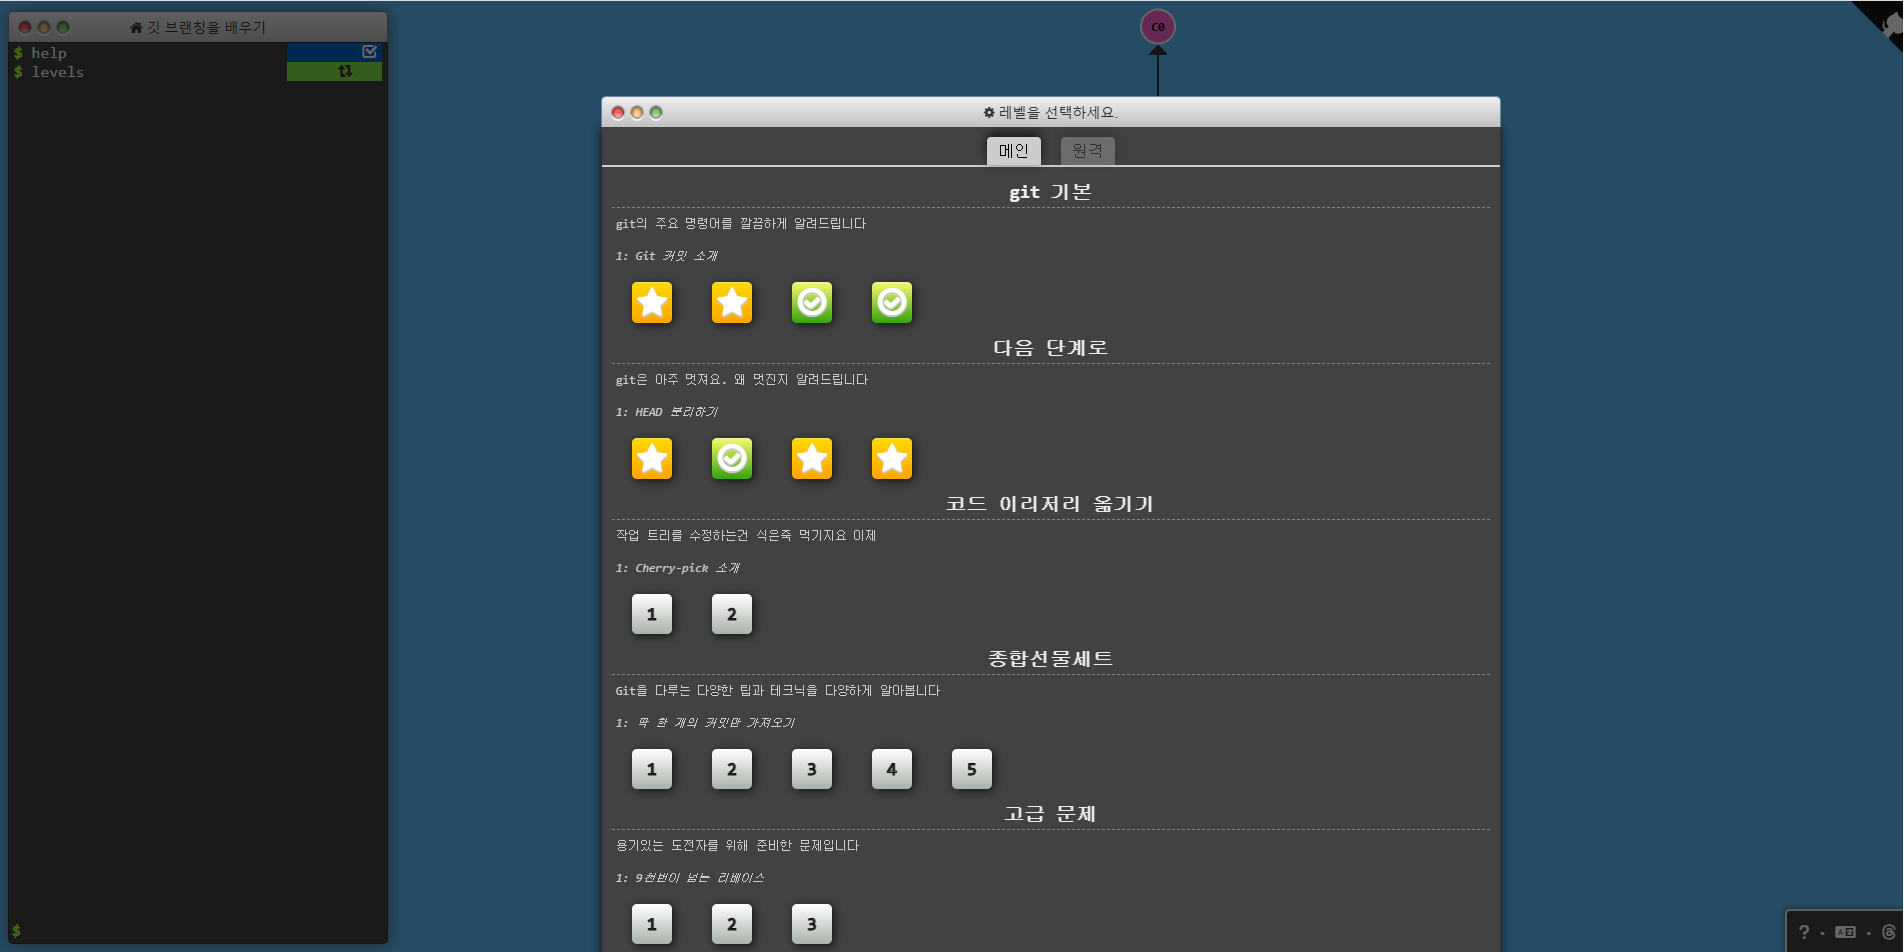 깃 브랜칭을 배우기
$ help
$ levels
$
C0
레벨을 선택하세요.
메인 원격
git 기본
git의 주요 명령어를 깔끔하게 알려드립니다
1: Git 커밋 소개
다음 단계로
git은 아주 멋져요. 왜 멋진지 알려드립니다
1: HEAD 분리하기
코드 이리저리 옮기기
작업 트리를 수정하는건 식은죽 먹기지요 이제
1: Cherry-pick 소개
1 2
종합선물세트
Git을 다루는 다양한 팁과 테크닉을 다양하게 알아봅니다
1: 딱 한 개의 커밋만 가져오기
1 2 3 4 5
고급 문제
용기있는 도전자를 위해 준비한 문제입니다
1: 9천번이 넘는 리베이스
1 2 3
?